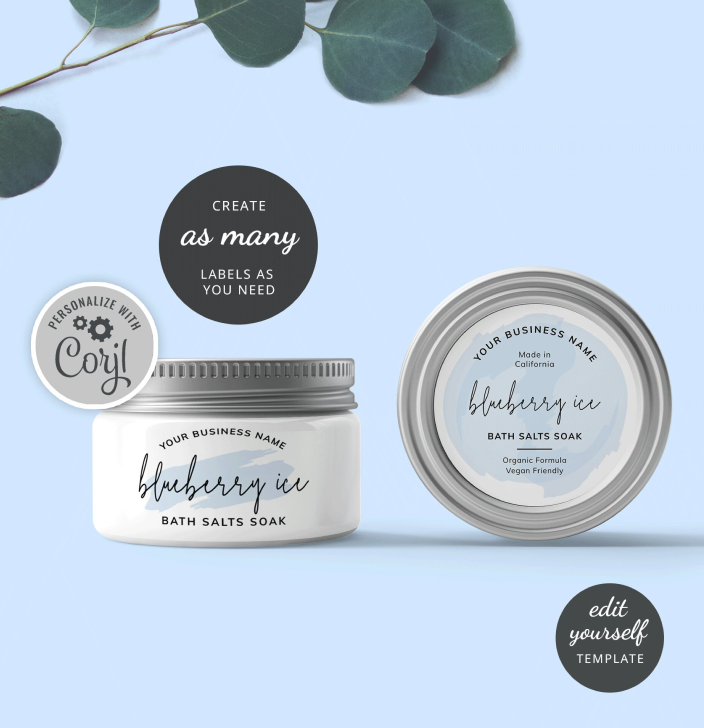 CREATE
as many
LABELS AS
YOU NEED
PERSONALIZE WITH
Corjl
YOUR BUSINESS NAME
blueberry ice
BATH SALTS SOAK
YOUR BUSINESS NAME
Made in
California
blueberry ice
BATH SALTS SOAK
Organic Formula
Vegan Friendly
edit
yourself
TEMPLATE